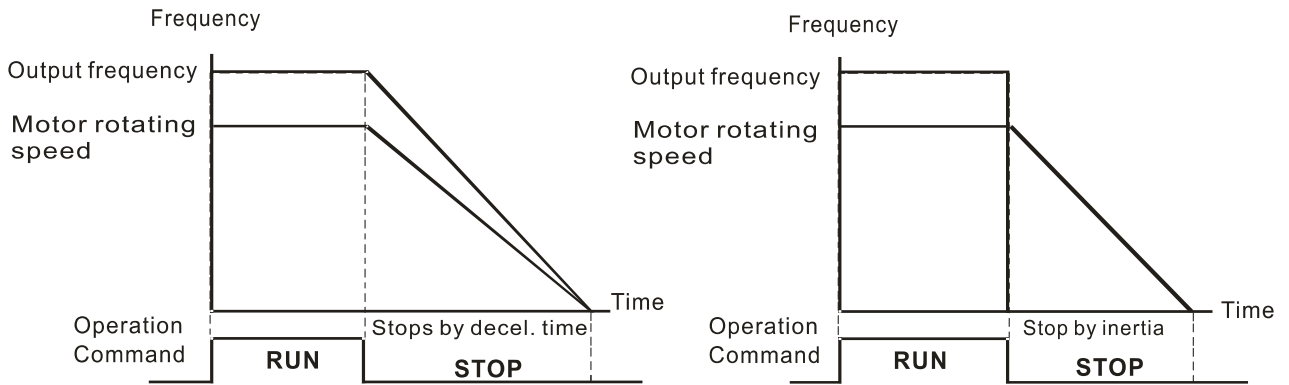 Frequency
Output frequency
Motor rotating
speed
Time
Operation
Command
Stops by decel. time
RUN
STOP
Frequency
Output frequency
Motor rotating
speed
Time
Operation
Command
Stop by inertia
RUN
STOP